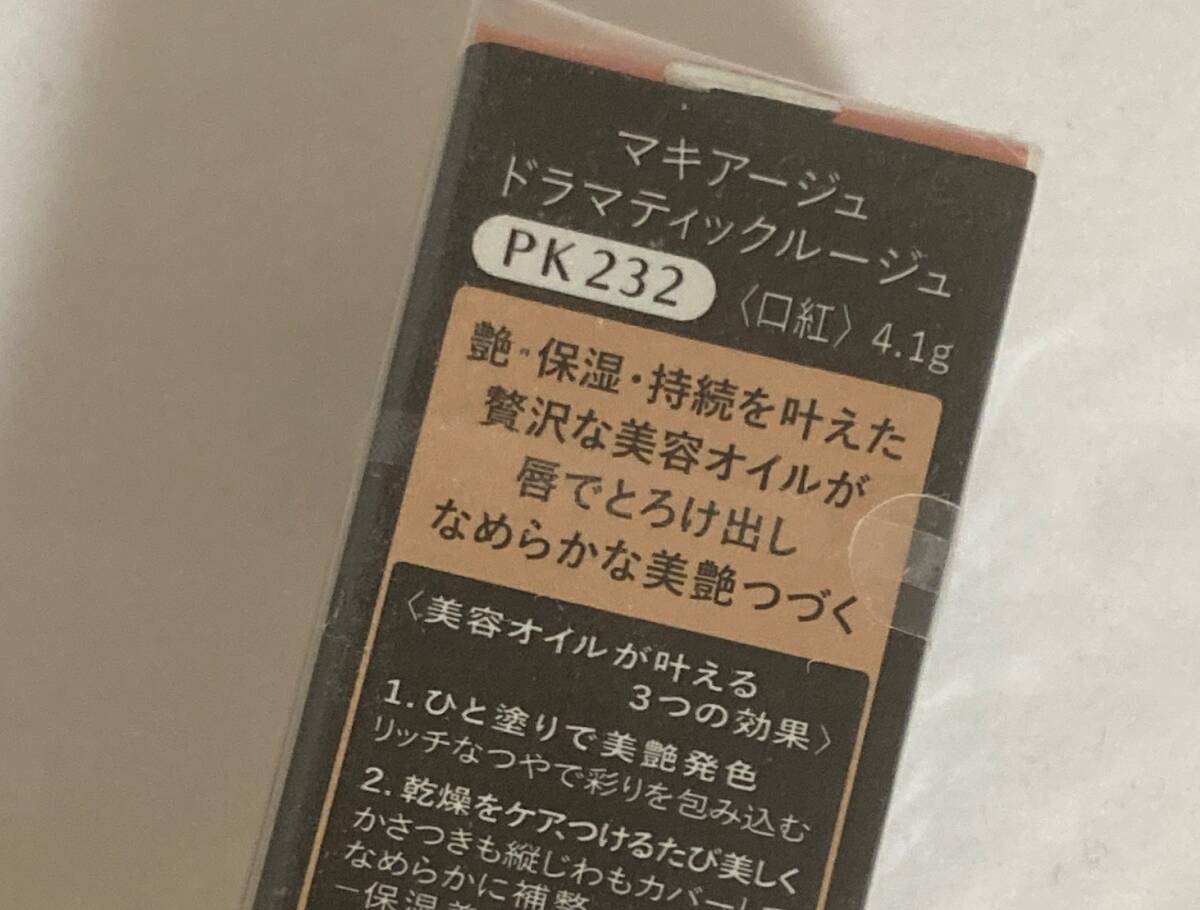 マキアージュ
ドラマティックルージュ
PK232 〈口紅〉4.1g
艶・保湿・持続を叶えた
贅沢な美容オイルが
唇でとろけ出し
なめらかな美艶つづく
〈美容オイルが叶える
3つの効果〉
1.ひと塗りで美艶発色
リッチなつやで彩りを包み込む
2.乾燥をケア、つけるたび美しく
かさつきも縦じわもカバーして
なめらかに補整